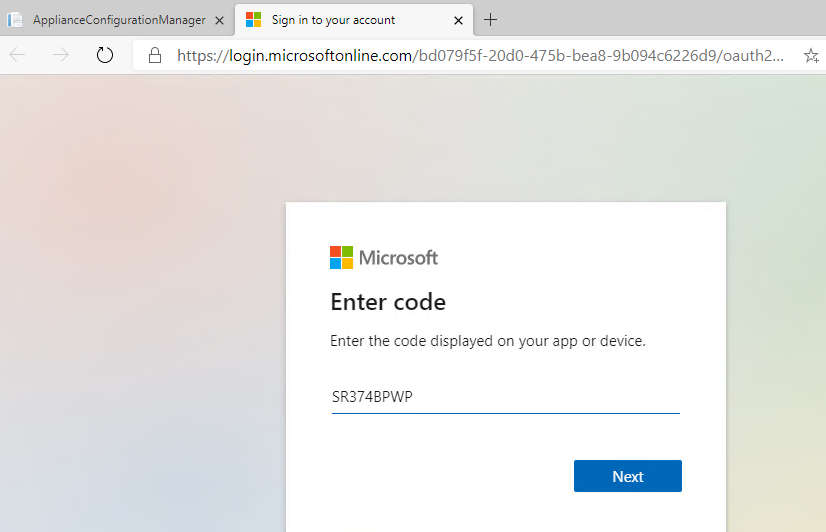 ApplianceConfigurationManager
Sign in to your account
https://login.microsoftonline.com/bd079f5f-20d0-475b-bea8-9b094c6226d9/oauth2...
Microsoft
Enter code
Enter the code displayed on your app or device.
SR374BPWP
Next